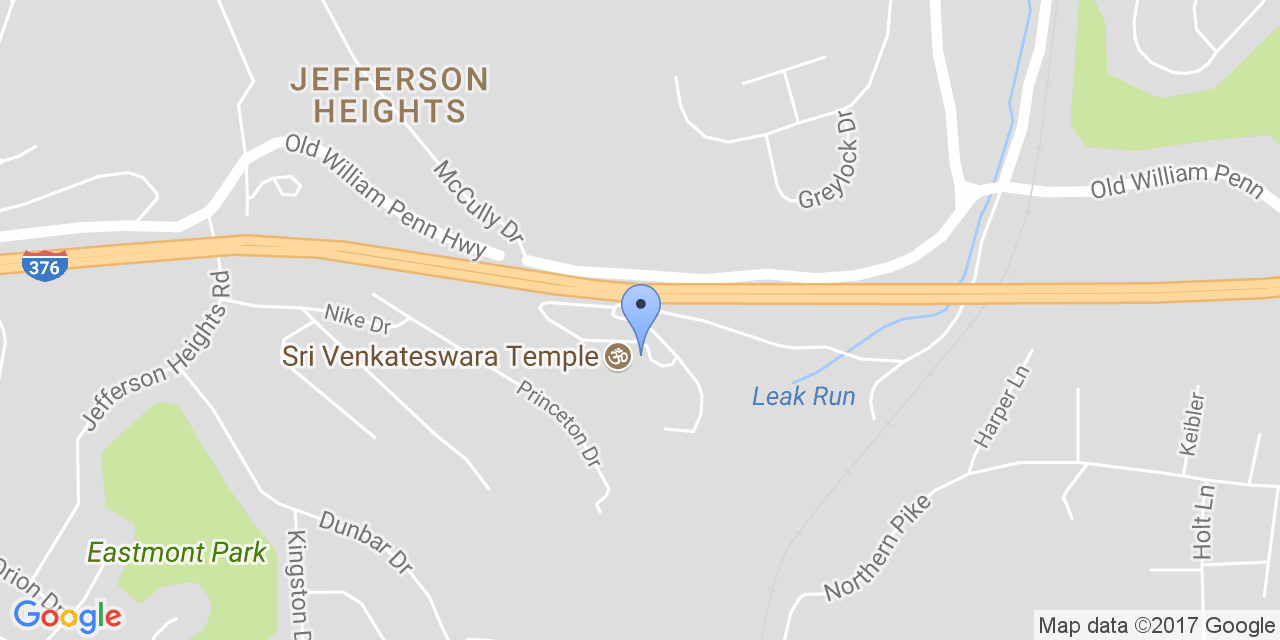 JEFFERSON
HEIGHTS
Old William Penn Hwy
McCully Dr
Greylock Dr
Old William Penn
376
Jefferson Heights Rd
Nike Dr
Sri Venkateswara Temple
ॐ
Princeton Dr
Leak Run
Harper Ln
Keibler
Holt Ln
Northern Pike
Eastmont Park
Dunbar Dr
Kingston D
Orion Dr
Google
Map data ©2017 Google